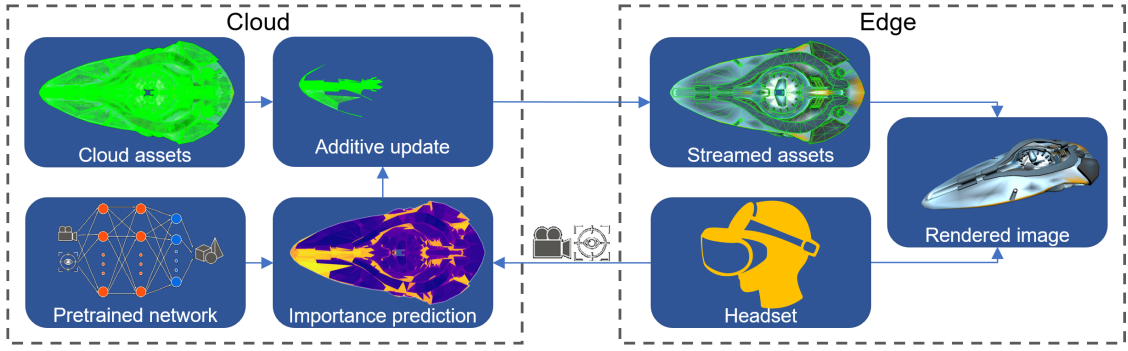 Cloud
Edge
Cloud assets
Additive update
Streamed assets
Rendered image
Pretrained network
Importance prediction
Headset